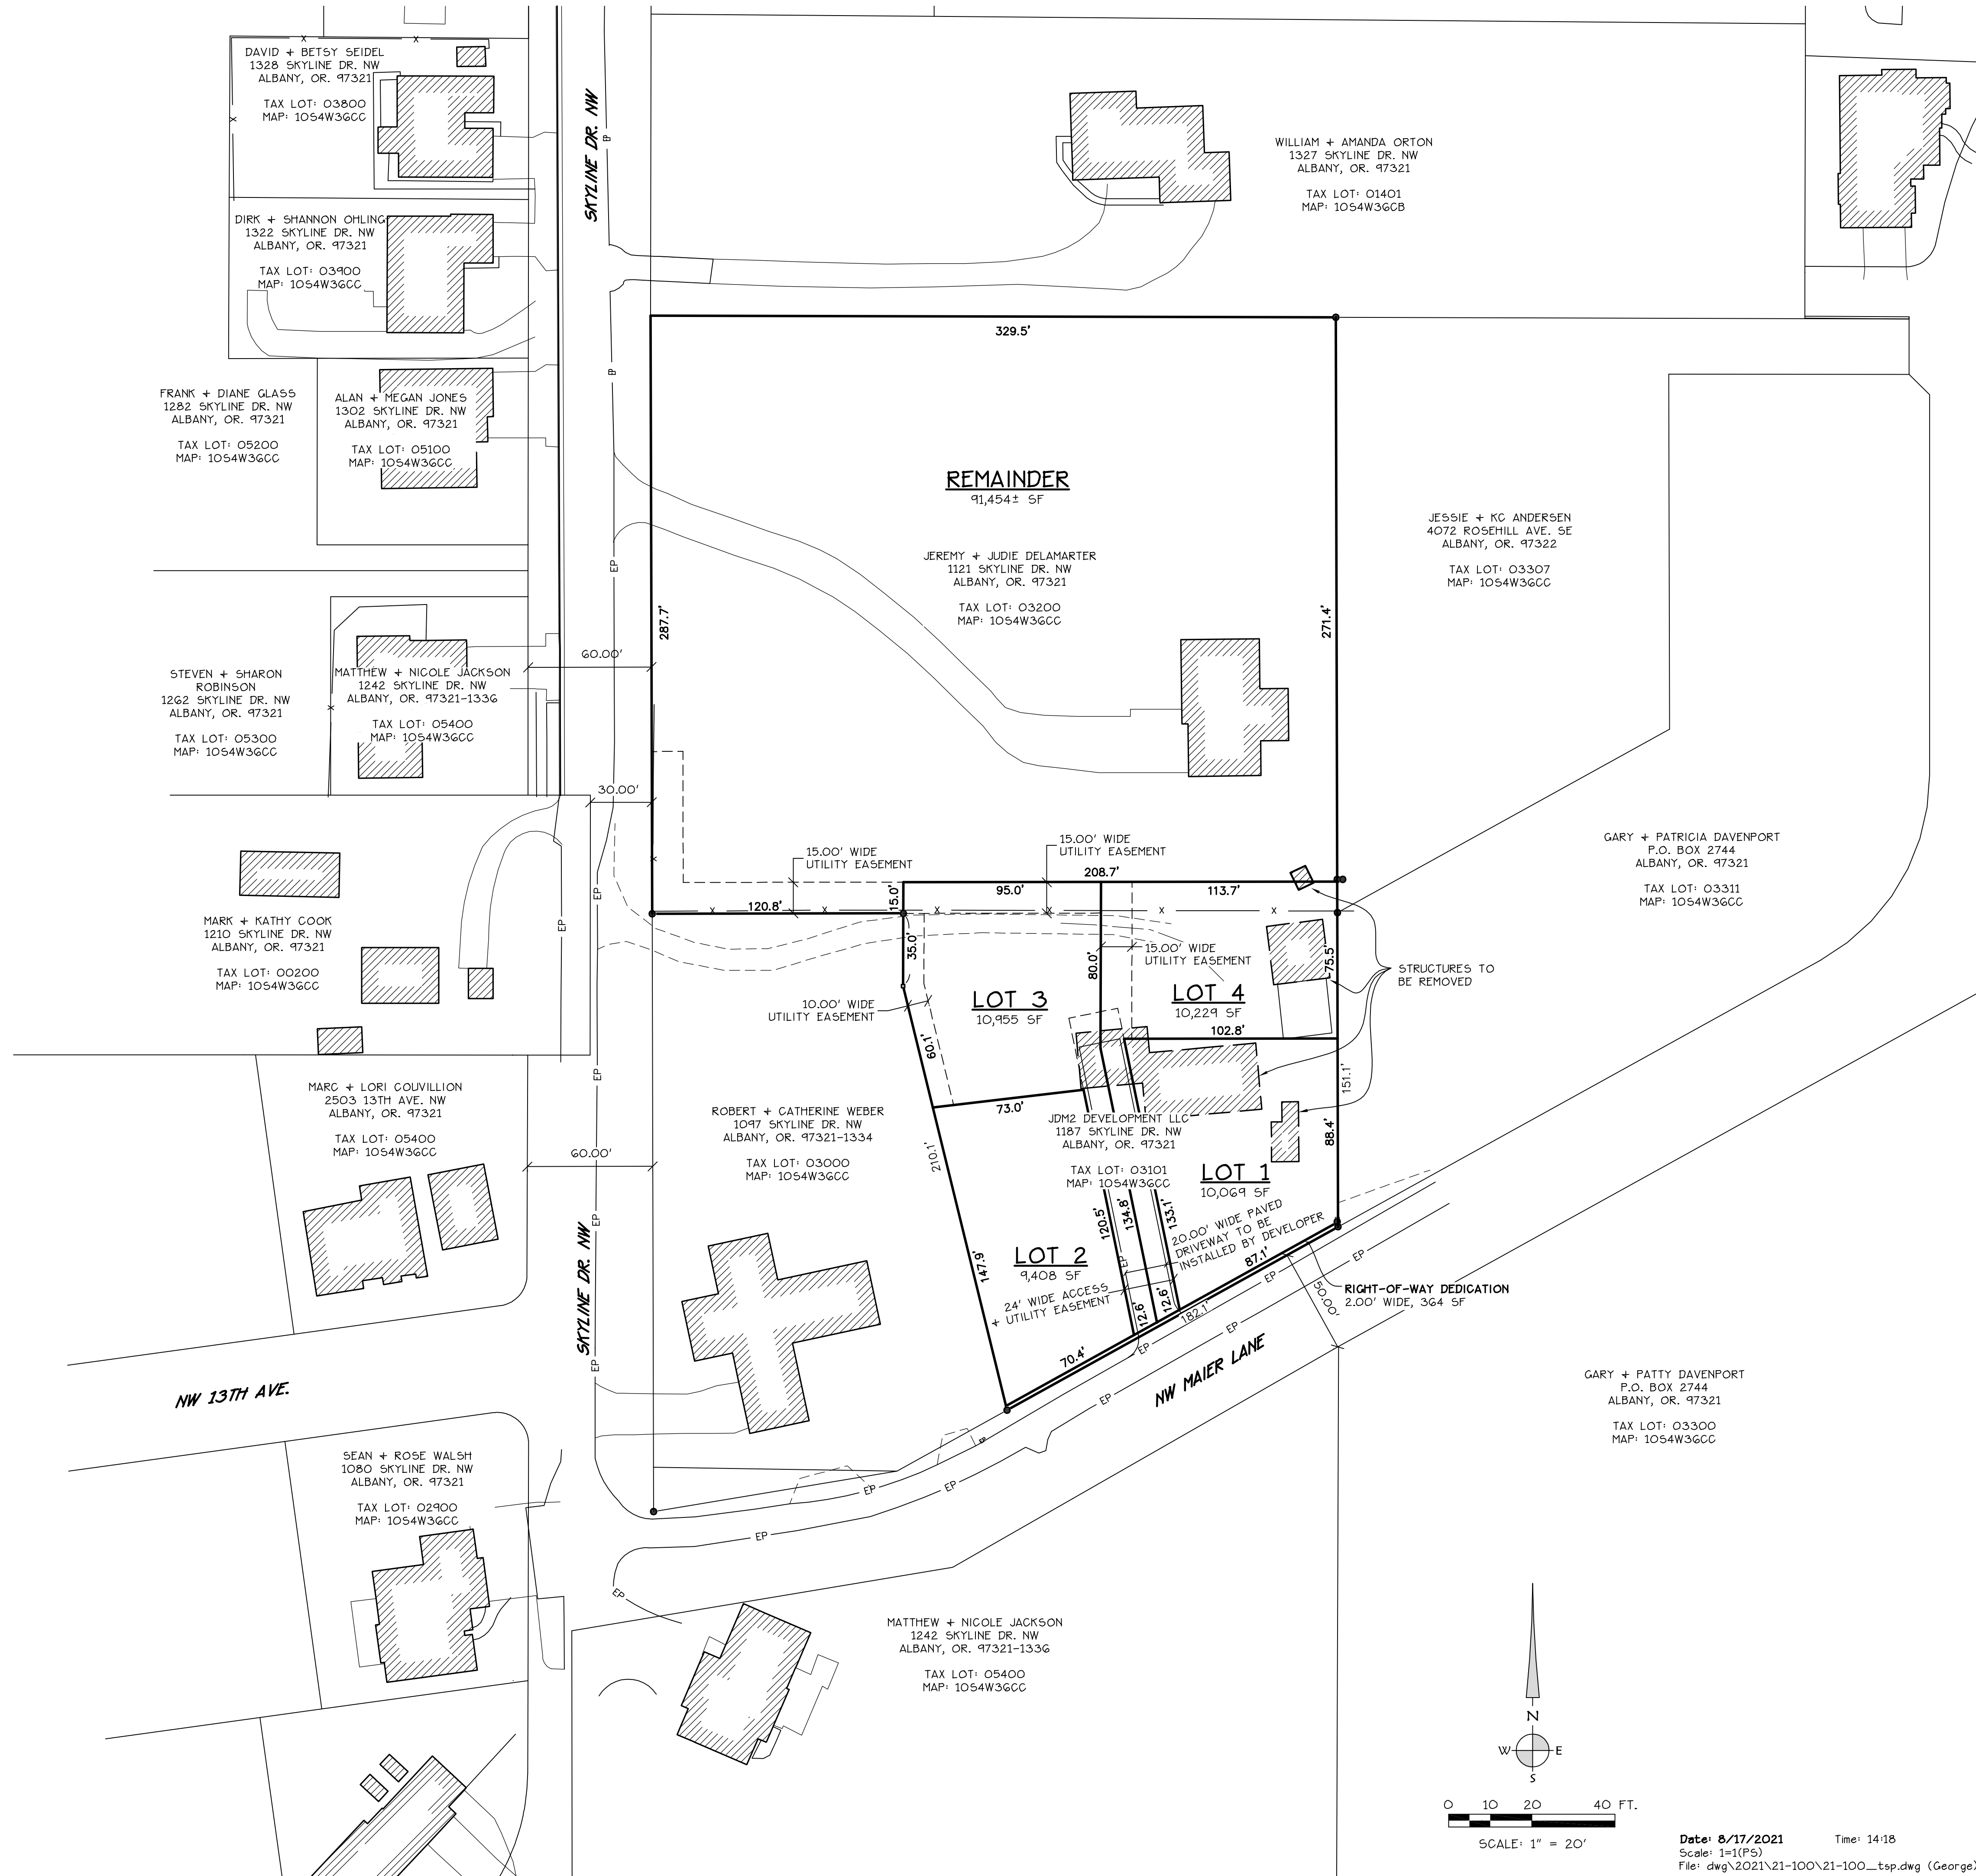 DAVID + BETSY SEIDEL
1328 SKYLINE DR. NW
ALBANY, OR. 97321
TAX LOT: 03800
MAP: 10S4W36CC
SKYLINE DR. NW
WILLIAM + AMANDA ORTON
1327 SKYLINE DR. NW
ALBANY, OR. 97321
TAX LOT: 01401
MAP: 10S4W36CB
DIRK + SHANNON OHLING
1322 SKYLINE DR. NW
ALBANY, OR. 97321
TAX LOT: 03900
MAP: 10S4W36CC
329.5'
FRANK + DIANE GLASS
1282 SKYLINE DR. NW
ALBANY, OR. 97321
TAX LOT: 05200
MAP: 10S4W36CC
ALAN + MEGAN JONES
1302 SKYLINE DR. NW
ALBANY, OR. 97321
TAX LOT: 05100
MAP: 10S4W36CC
REMAINDER
91,454± SF
JEREMY + JUDIE DELAMARTER
1121 SKYLINE DR. NW
ALBANY, OR. 97321
TAX LOT: 03200
MAP: 10S4W36CC
JESSIE + KC ANDERSEN
4072 ROSEHILL AVE. SE
ALBANY, OR. 97322
TAX LOT: 03307
MAP: 10S4W36CC
EP
287.7'
271.4'
60.00'
STEVEN + SHARON
ROBINSON
1262 SKYLINE DR. NW
ALBANY, OR. 97321
TAX LOT: 05300
MAP: 10S4W36CC
MATTHEW + NICOLE JACKSON
1242 SKYLINE DR. NW
ALBANY, OR. 97321-1336
TAX LOT: 05400
MAP: 10S4W36CC
30.00'
15.00' WIDE
UTILITY EASEMENT
15.00' WIDE
UTILITY EASEMENT
208.7'
95.0'
113.7'
120.8'
15.0'
35.0'
80.0'
75.5'
GARY + PATRICIA DAVENPORT
P.O. BOX 2744
ALBANY, OR. 97321
TAX LOT: 03311
MAP: 10S4W36CC
MARK + KATHY COOK
1210 SKYLINE DR. NW
ALBANY, OR. 97321
TAX LOT: 00200
MAP: 10S4W36CC
EP
EP
15.00' WIDE
UTILITY EASEMENT
STRUCTURES TO
BE REMOVED
10.00' WIDE
UTILITY EASEMENT
LOT 3
10,955 SF
LOT 4
10,229 SF
102.8'
60.1'
73.0'
151.1'
88.4'
EP
MARC + LORI COUVILLION
2503 13TH AVE. NW
ALBANY, OR. 97321
TAX LOT: 05400
MAP: 10S4W36CC
60.00'
ROBERT + CATHERINE WEBER
1097 SKYLINE DR. NW
ALBANY, OR. 97321-1334
TAX LOT: 03000
MAP: 10S4W36CC
210.1'
JDM2 DEVELOPMENT LLC
1187 SKYLINE DR. NW
ALBANY, OR. 97321
TAX LOT: 03101
MAP: 10S4W36CC
LOT 1
10,069 SF
120.5'
134.8'
133.1'
20.00' WIDE PAVED
DRIVEWAY TO BE
INSTALLED BY DEVELOPER
87.1'
EP
SKYLINE DR. NW
EP
147.9'
LOT 2
9,408 SF
24' WIDE ACCESS
+ UTILITY EASEMENT
EP
12.6'
12.6'
182.1'
70.4'
50.00'
RIGHT-OF-WAY DEDICATION
2.00' WIDE, 364 SF
EP
EP
EP
EP
EP
NW MAIER LANE
NW 13TH AVE.
GARY + PATTY DAVENPORT
P.O. BOX 2744
ALBANY, OR. 97321
TAX LOT: 03300
MAP: 10S4W36CC
SEAN + ROSE WALSH
1080 SKYLINE DR. NW
ALBANY, OR. 97321
TAX LOT: 02900
MAP: 10S4W36CC
EP
EP
EP
EP
MATTHEW + NICOLE JACKSON
1242 SKYLINE DR. NW
ALBANY, OR. 97321-1336
TAX LOT: 05400
MAP: 10S4W36CC
N
W E
S
0 10 20 40 FT.
SCALE: 1" = 20'
Date: 8/17/2021 Time: 14:18
Scale: 1=1(PS)
File: dwg\2021\21-100\21-100_tsp.dwg (George)